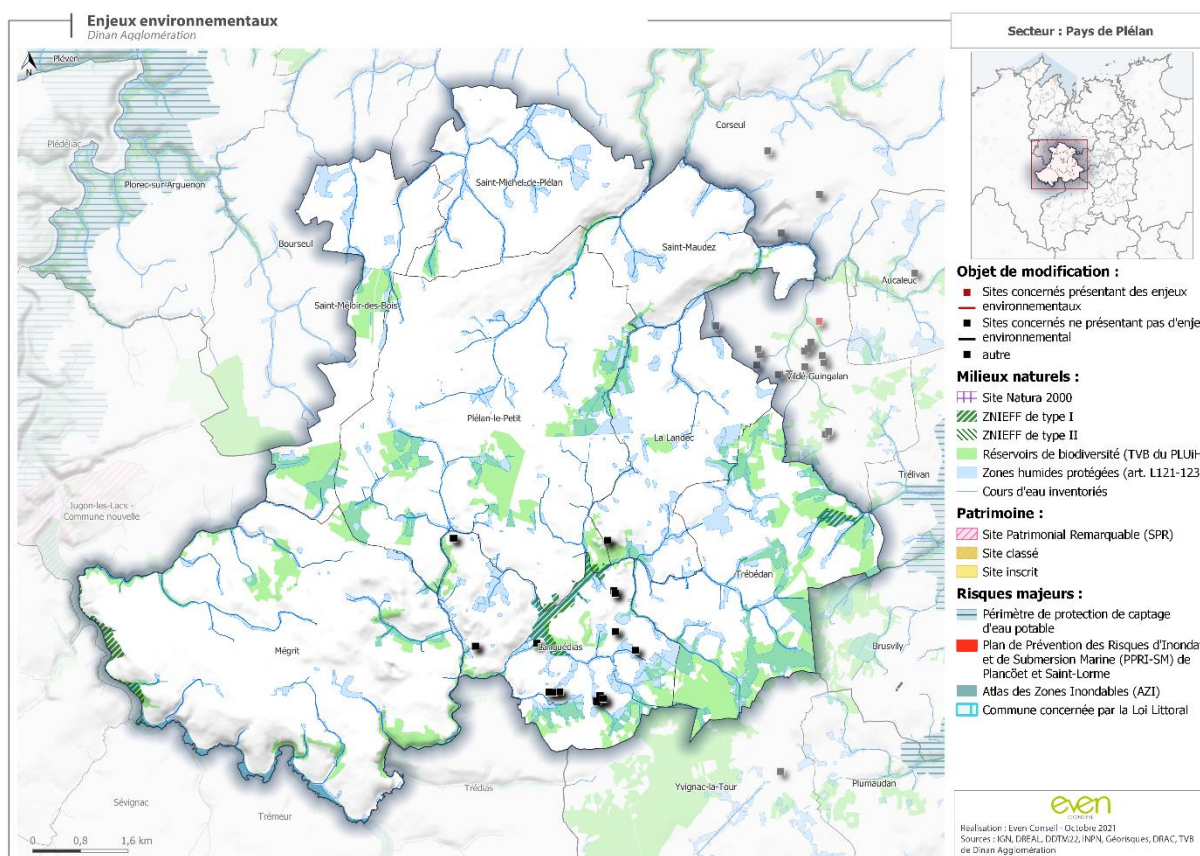 Enjeux environnementaux
Dinan Agglomération
Secteur : Pays de Plélan
N
Pléven
Plédéliac
Plorec-sur-Arguenon
Bourseul
Saint-Michel-de-Plélan
Corseul
Saint-Maudez
Aucaleuc
Saint-Méloir-des-Bois
Vildé-Guingalan
Plélan-le-Petit
La Landec
Trélivan
Jugon-les-Lacs -
Commune nouvelle
Trébédan
Mégrit
Languédias
Brusvily
Yvignac-la-Tour
Plumaudan
Trédias
Sévignac
Trémeur
0 0,8 1.6 km
Objet de modification :
Sites concernés présentant des enjeux
environnementaux
Sites concernés ne présentant pas d'enje
environnemental
autre
Milieux naturels :
Site Natura 2000
ZNIEFF de type I
ZNIEFF de type II
Réservoirs de biodiversité (TVB du PLUiH
Zones humides protégées (art. L121-123
Cours d'eau inventoriés
Patrimoine :
Site Patrimonial Remarquable (SPR)
Site classé
Site inscrit
Risques majeurs :
Périmètre de protection de captage
d'eau potable
Plan de Prévention des Risques d'Inonda
et de Submersion Marine (PPRI-SM) de
Plancöet et Saint-Lorme
Atlas des Zones Inondables (AZI)
Commune concernée par la Loi Littoral
even
CONSEIL
Réalisation : Even Conseil - Octobre 2021
Sources : IGN, DREAL, DDTM22, INPN, Géorisques, DRAC, TVB
de Dinan Agglomération